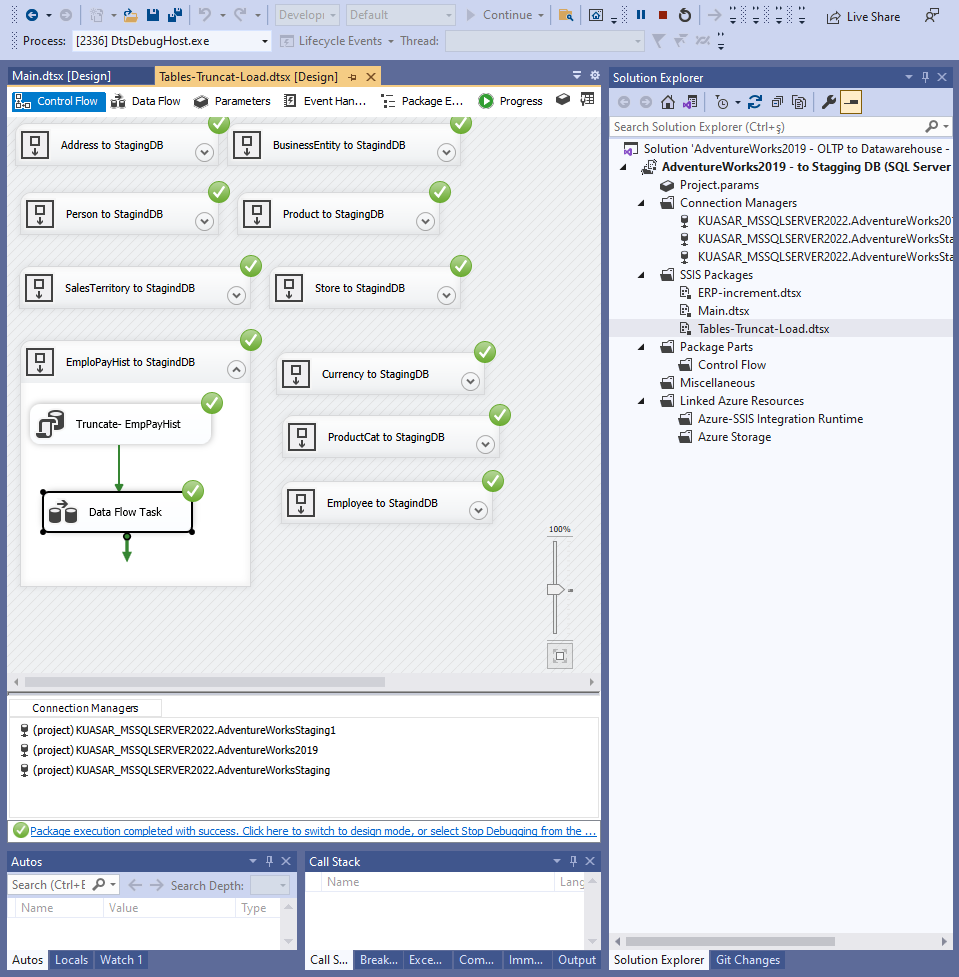 Develop Default Continue Live Share
Process: [2336] DtsDebugHost.exe Lifecycle Events Thread:
Main.dtsx [Design] Tables-Truncat-Load.dtsx [Design]
Control Flow Data Flow Parameters Event Han... Package E... Progress
Address to StagingDB
BusinessEntity to StagindDB
Person to StagindDB
Product to StagingDB
SalesTerritory to StagindDB
Store to StagindDB
EmploPayHist to StagindDB
Currency to StagingDB
Truncate- EmpPayHist
ProductCat to StagindDB
Data Flow Task
Employee to StagindDB
100%
Connection Managers
(project) KUASAR_MSSQLSERVER2022.AdventureWorksStaging1
(project) KUASAR_MSSQLSERVER2022.AdventureWorks2019
(project) KUASAR_MSSQLSERVER2022.AdventureWorksStaging
Package execution completed with success. Click here to switch to design mode, or select Stop Debugging from the ...
Autos
Search (Ctrl+E Search Depth:
Name Value Type
Autos Locals Watch 1
Call Stack
Name Lang
Call S... Break... Exce... Com... Imm... Output
Solution Explorer
Search Solution Explorer (Ctrl+ş)
Solution 'AdventureWorks2019 - OLTP to Datawarehouse -
AdventureWorks2019 - to Stagging DB (SQL Server
Project.params
Connection Managers
KUASAR_MSSQLSERVER2022.AdventureWorks201
KUASAR_MSSQLSERVER2022.AdventureWorksSta
KUASAR_MSSQLSERVER2022.AdventureWorksSta
SSIS Packages
ERP-increment.dtsx
Main.dtsx
Tables-Truncat-Load.dtsx
Package Parts
Control Flow
Miscellaneous
Linked Azure Resources
Azure-SSIS Integration Runtime
Azure Storage
Solution Explorer Git Changes